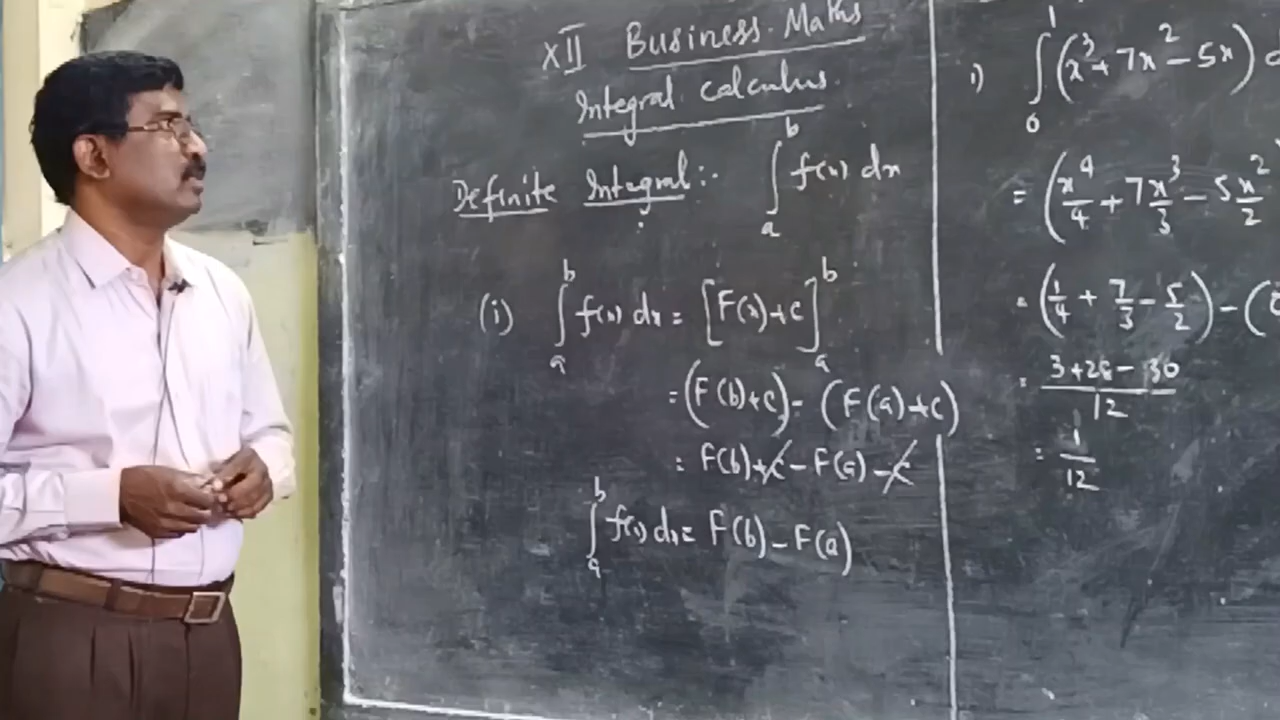 XII Business Maths
Integral calculus
Definite Integral:- ∫_a^b f(x) dx
(i) ∫_a^b f(x) dx = [F(x)+c]_a^b
= (F(b)+c) - (F(a)+c)
= F(b)+c - F(a) - c
∫_a^b f(x) dx = F(b) - F(a)
1) ∫_0^1 (x^3 + 7x^2 - 5x) d
= (x^4/4 + 7x^3/3 - 5x^2/2
= (1/4 + 7/3 - 5/2) - (
= (3+28-30)/12
= 1/12